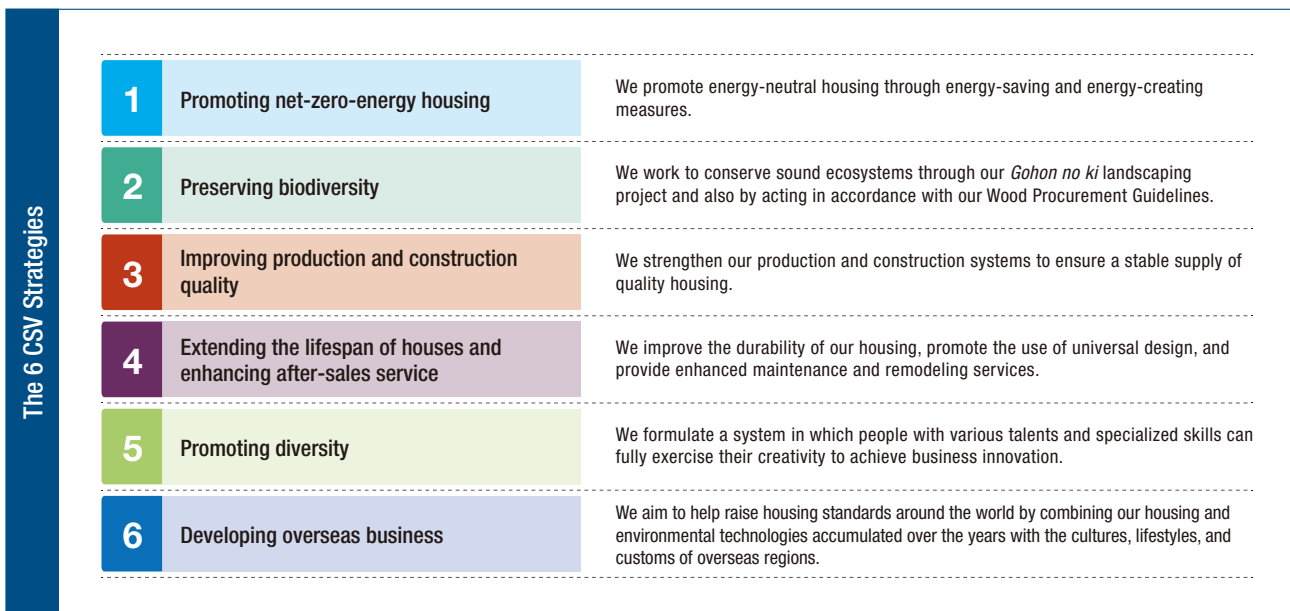 The 6 CSV Strategies
1
Promoting net-zero-energy housing
We promote energy-neutral housing through energy-saving and energy-creating
measures.
2
Preserving biodiversity
We work to conserve sound ecosystems through our Gohon no ki landscaping
project and also by acting in accordance with our Wood Procurement Guidelines.
3
Improving production and construction
quality
We strengthen our production and construction systems to ensure a stable supply of
quality housing.
4
Extending the lifespan of houses and
enhancing after-sales service
We improve the durability of our housing, promote the use of universal design, and
provide enhanced maintenance and remodeling services.
5
Promoting diversity
We formulate a system in which people with various talents and specialized skills can
fully exercise their creativity to achieve business innovation.
6
Developing overseas business
We aim to help raise housing standards around the world by combining our housing and
environmental technologies accumulated over the years with the cultures, lifestyles, and
customs of overseas regions.